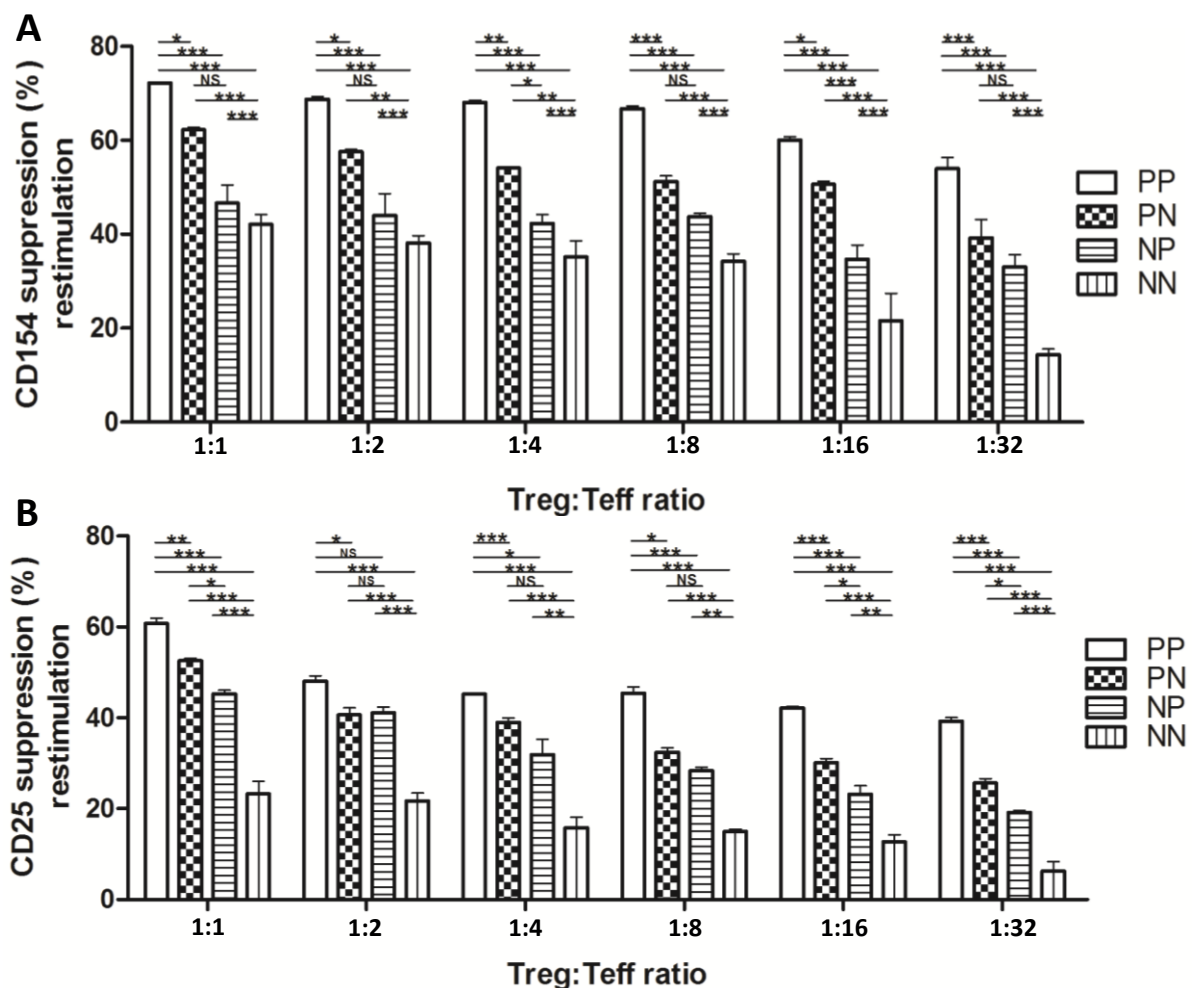 A
CD154 suppression (%)
restimulation
80
60
40
20
0
* * ** *** * ***
*** *** *** *** *** ***
*** *** *** *** *** ***
NS NS * NS *** NS
*** ** ** *** *** ***
*** *** *** *** *** ***
PP
PN
NP
NN
1:1 1:2 1:4 1:8 1:16 1:32
Treg:Teff ratio
B
CD25 suppression (%)
restimulation
80
60
40
20
0
** * *** * *** ***
*** NS * *** *** ***
*** *** *** *** *** ***
* NS NS NS * *
*** *** *** *** *** ***
*** *** ** ** ** ***
PP
PN
NP
NN
1:1 1:2 1:4 1:8 1:16 1:32
Treg:Teff ratio